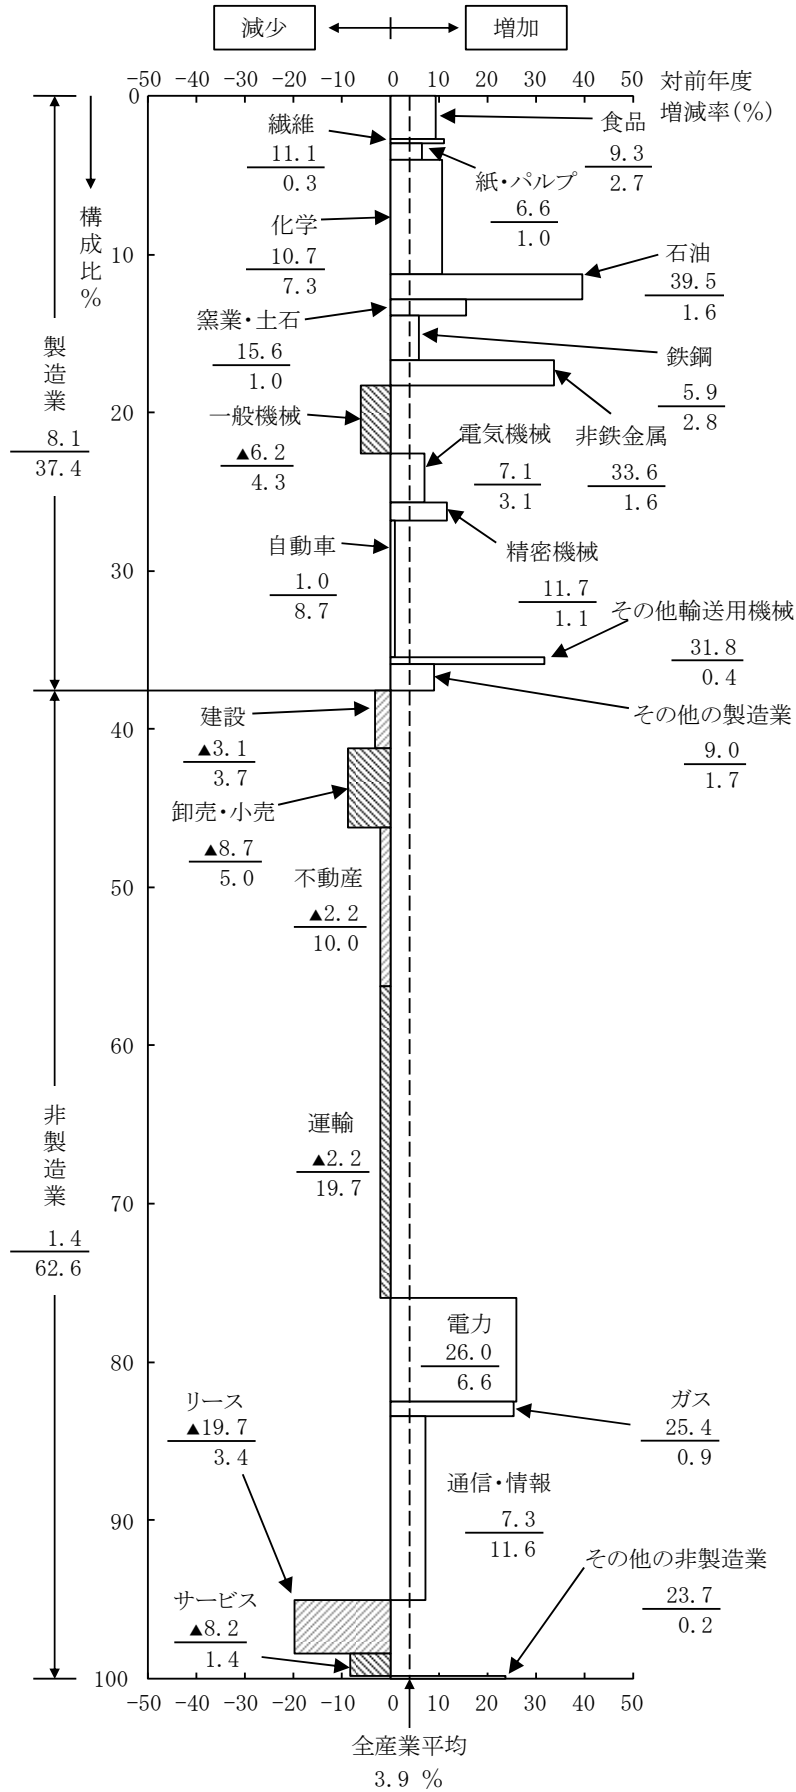 減少 増加
-50 -40 -30 -20 -10 0 10 20 30 40 50
対前年度
増減率(%)
0
10
20
30
40
50
60
70
80
90
100
構成比%
製造業
8.1
37.4
非製造業
1.4
62.6
食品
9.3
2.7
繊維
11.1
0.3
紙・パルプ
6.6
1.0
化学
10.7
7.3
石油
39.5
1.6
窯業・土石
15.6
1.0
鉄鋼
5.9
2.8
非鉄金属
33.6
1.6
一般機械
▲6.2
4.3
電気機械
7.1
3.1
精密機械
11.7
1.1
自動車
1.0
8.7
その他輸送用機械
31.8
0.4
その他の製造業
9.0
1.7
建設
▲3.1
3.7
卸売・小売
▲8.7
5.0
不動産
▲2.2
10.0
運輸
▲2.2
19.7
電力
26.0
6.6
ガス
25.4
0.9
通信・情報
7.3
11.6
リース
▲19.7
3.4
サービス
▲8.2
1.4
その他の非製造業
23.7
0.2
-50 -40 -30 -20 -10 0 10 20 30 40 50
全産業平均
3.9 %